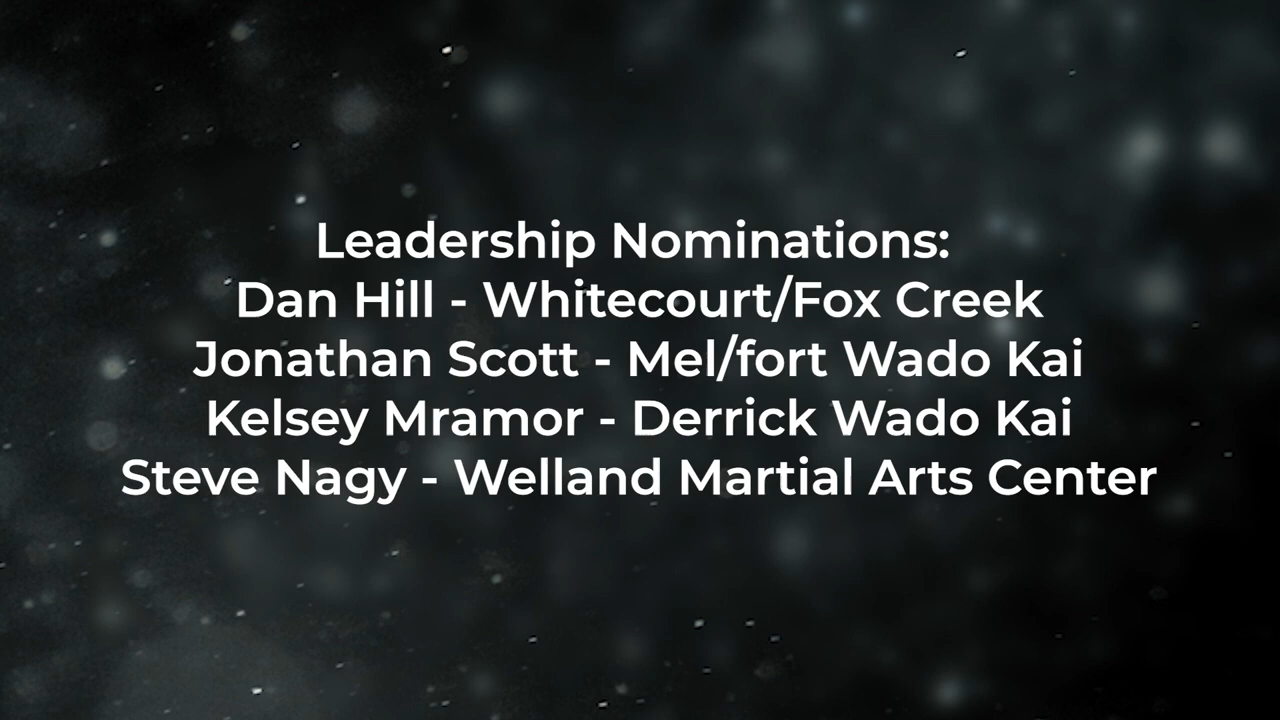 Leadership Nominations:
Dan Hill - Whitecourt/Fox Creek
Jonathan Scott - Mel/fort Wado Kai
Kelsey Mramor - Derrick Wado Kai
Steve Nagy - Welland Martial Arts Center